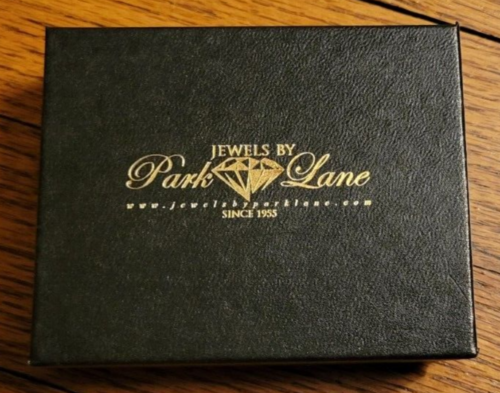 JEWELS BY
Park Lane
www.jewelsbyparklane.com
SINCE 1955